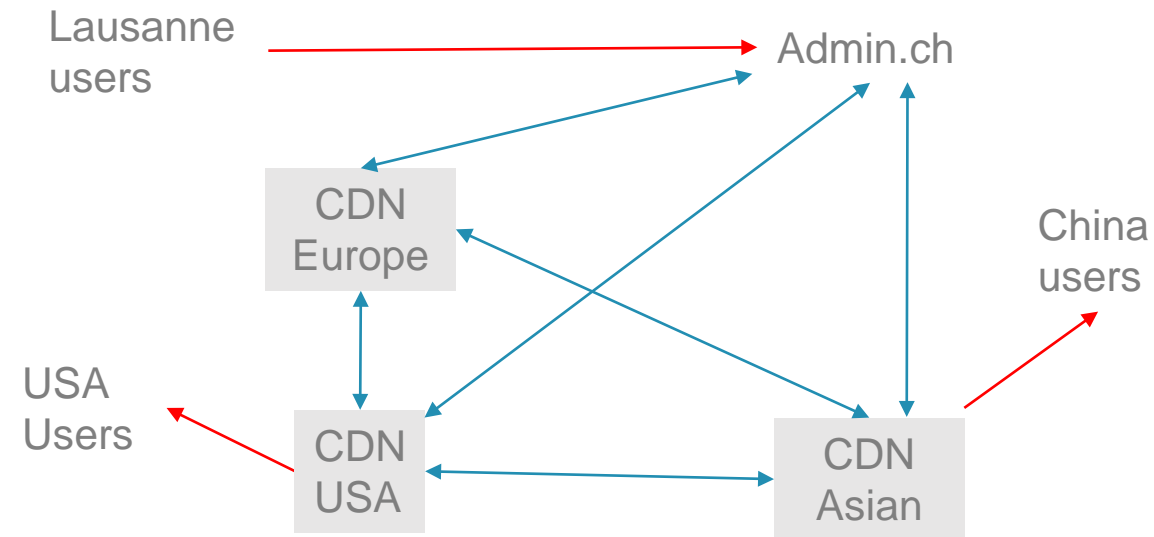 Lausanne
users
Admin.ch
CDN
Europe
China
users
USA
Users
CDN
USA
CDN
Asian